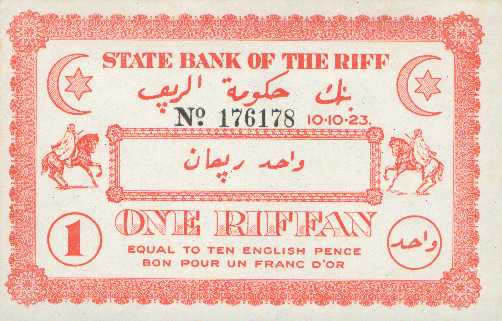 STATE BANK OF THE RIFF
بنك حكومة الريف
Nº 176178 10-10-23.
واحد ريفان
ONE RIFFAN
1 EQUAL TO TEN ENGLISH PENCE واحد
BON POUR UN FRANC D'OR